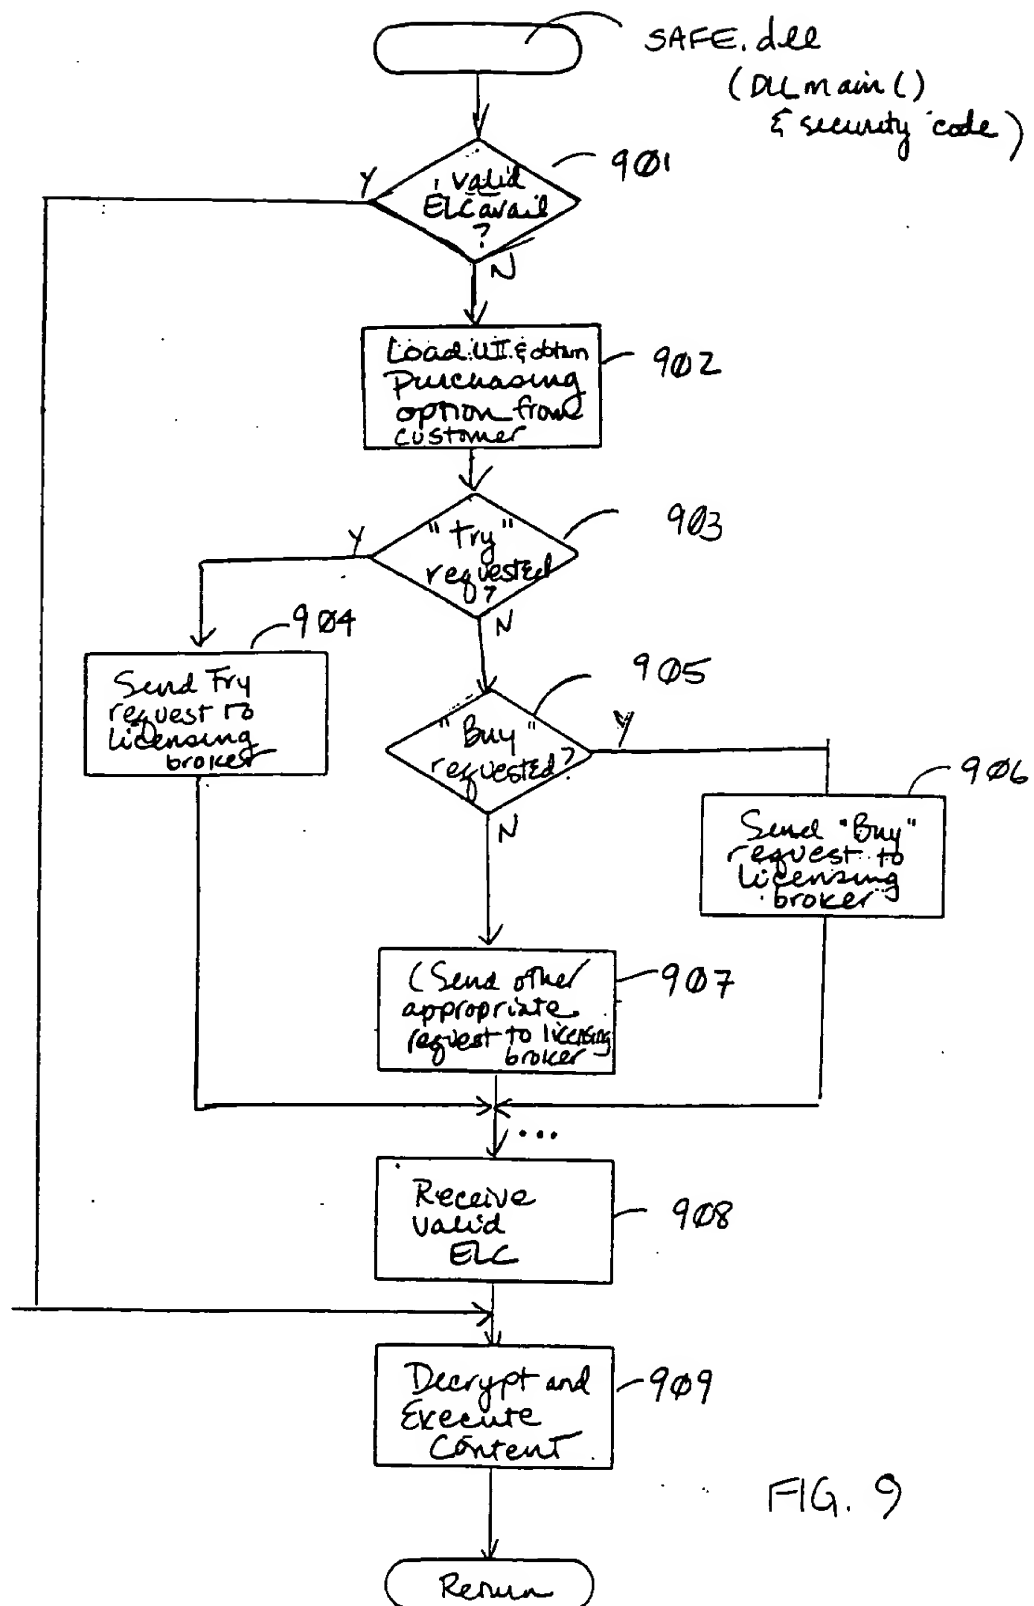 SAFE.dll
(DLLmain()
& security code)
901
Y
valid
ELC avail
?
N
Load UI & obtain
Purchasing
option from
customer
902
"Try"
requested
?
903
Y
N
904
Send Try
request to
licensing
broker
905
"Buy"
requested?
Y
N
906
Send "Buy"
request to
licensing
broker
(Send other
appropriate
request to licensing
broker
907
...
Receive
valid
ELC
908
Decrypt and
Execute
Content
909
FIG. 9
Return